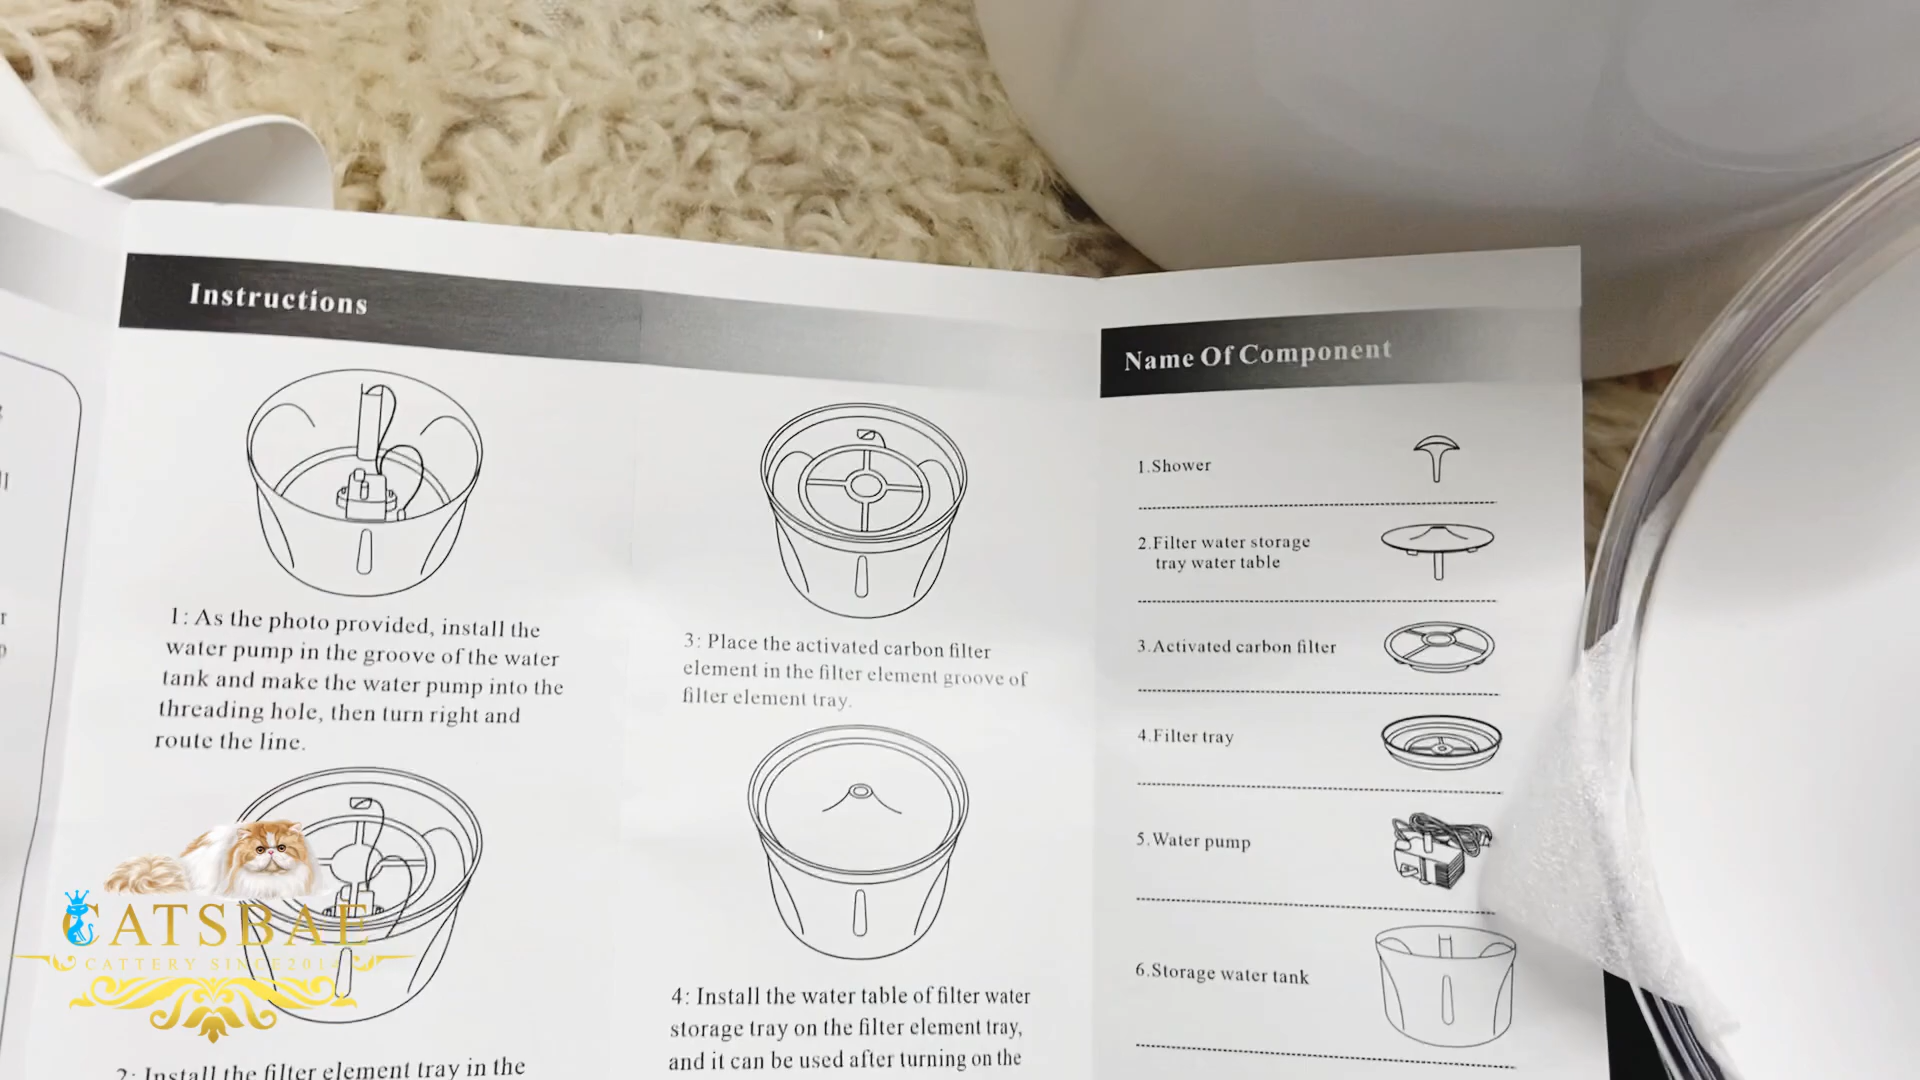 Instructions
1: As the photo provided, install the
water pump in the groove of the water
tank and make the water pump into the
threading hole, then turn right and
route the line.
2: Install the filter element tray in the
3: Place the activated carbon filter
element in the filter element groove of
filter element tray.
4: Install the water table of filter water
storage tray on the filter element tray,
and it can be used after turning on the
Name Of Component
1.Shower
2.Filter water storage
tray water table
3.Activated carbon filter
4.Filter tray
5.Water pump
6.Storage water tank
CATSBAE
CATTERY SINCE 2014